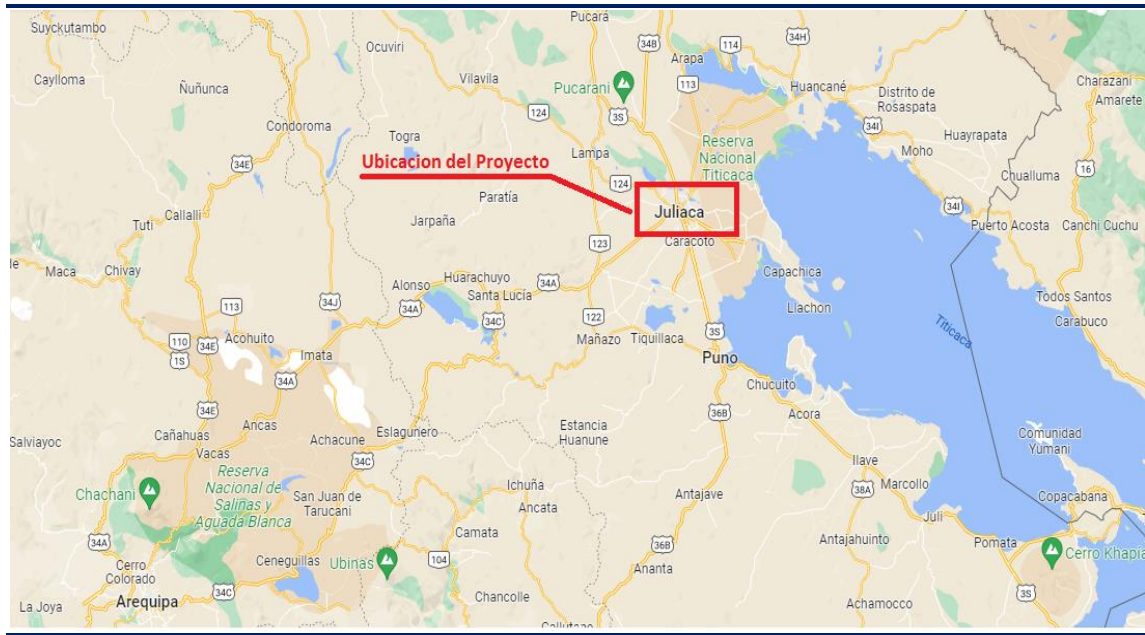 Suyckutambo
Pucará
Ocuviri
34B
114
34H
Arapa
Caylloma
Ñuñunca
Vilavila
Pucarani
113
Huancané
Distrito de
Rosaspata
Charazani
Amarete
124
3S
Condoroma
Togra
34I
Huayrapata
Reserva
Nacional
Titicaca
Moho
34E
Ubicacion del Proyecto
Lampa
124
Chualluma
16
Paratía
Juliaca
34I
Tuti
Callalli
Jarpaña
Puerto Acosta
Canchi Cuchu
123
Caracoto
Maca
Chivay
Alonso
Huarachuyo
Santa Lucía
34A
Capachica
113
34J
34A
34C
122
Llachon
Todos Santos
Carabuco
110
34E
Acohuito
1S
Imata
Mañazo
Tiquillaca
3S
Titicaca
Puno
34A
Chucuito
34E
36B
Acora
Salviayoc
Cañahuas
Ancas
Achacune
Eslagunero
Estancia
Huanune
Comunidad
Yumani
Vacas
34C
Ilave
Chachani
Reserva
Nacional de
Salinas y
Aguada Blanca
San Juan de
Tarucani
Ichuña
Ancata
Antajave
38A
Marcollo
Copacabana
Juli
34A
Camata
36B
Antajahuinto
Pomata
Cerro
Colorado
Ceneguillas
Ubinas
104
Ananta
Cerro Khapia
34C
3S
La Joya
Arequipa
Chancolle
Achamocco